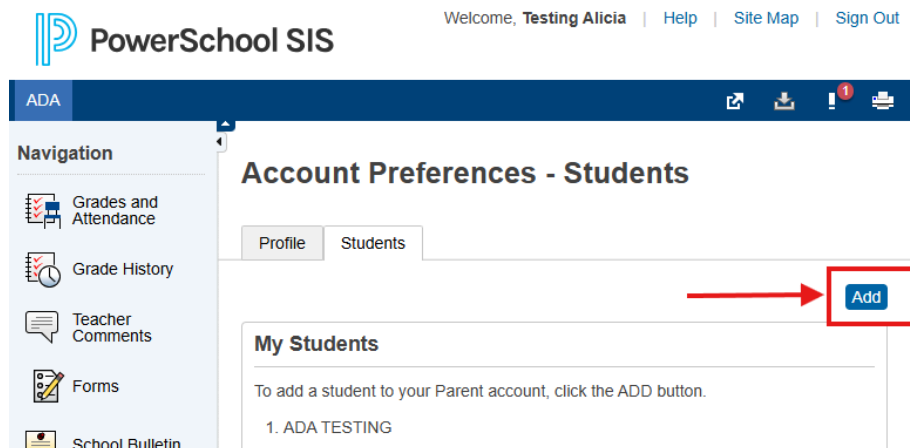 Welcome, Testing Alicia | Help | Site Map | Sign Out
PowerSchool SIS
ADA
1
Navigation
Grades and
Attendance
Grade History
Teacher
Comments
Forms
School Bulletin
Account Preferences - Students
Profile
Students
Add
My Students
To add a student to your Parent account, click the ADD button.
1. ADA TESTING